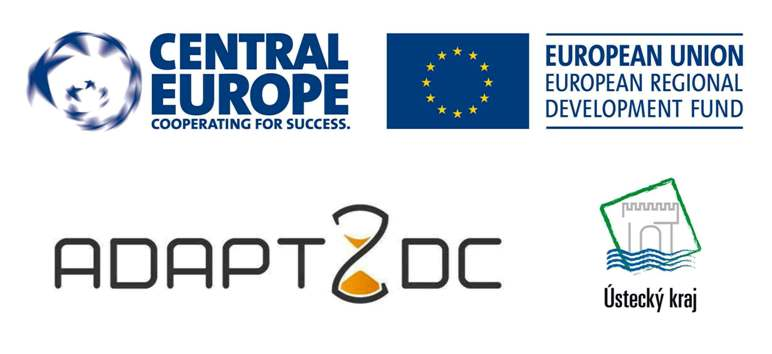 CENTRAL
EUROPE
COOPERATING FOR SUCCESS.
EUROPEAN UNION
EUROPEAN REGIONAL
DEVELOPMENT FUND
ADAPT2DC
Ústecký kraj